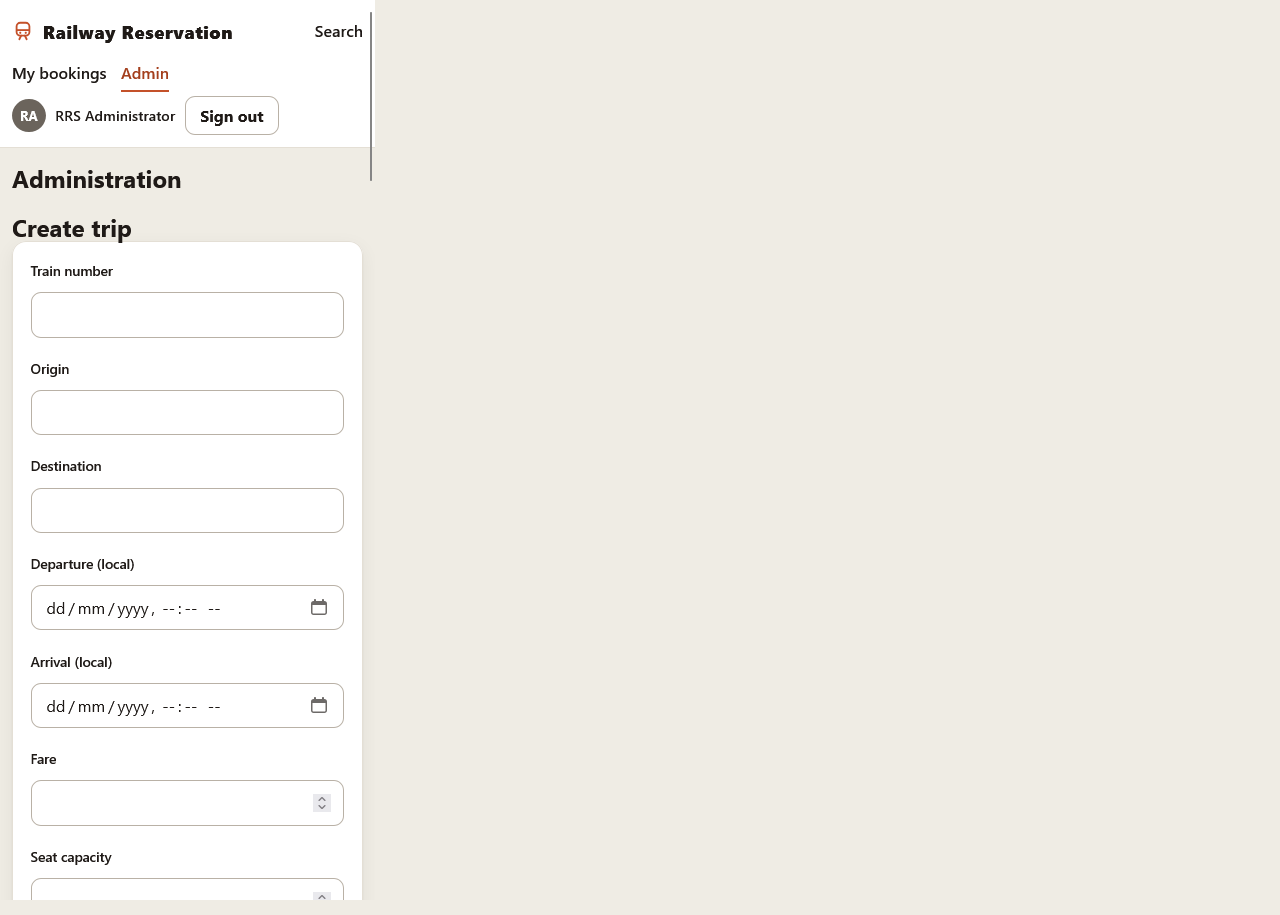 Railway Reservation
Search
My bookings
Admin
RA
RRS Administrator
Sign out
Administration
Create trip
Train number
Origin
Destination
Departure (local)
dd/mm/yyyy, --:-- --
Arrival (local)
dd/mm/yyyy, --:-- --
Fare
Seat capacity